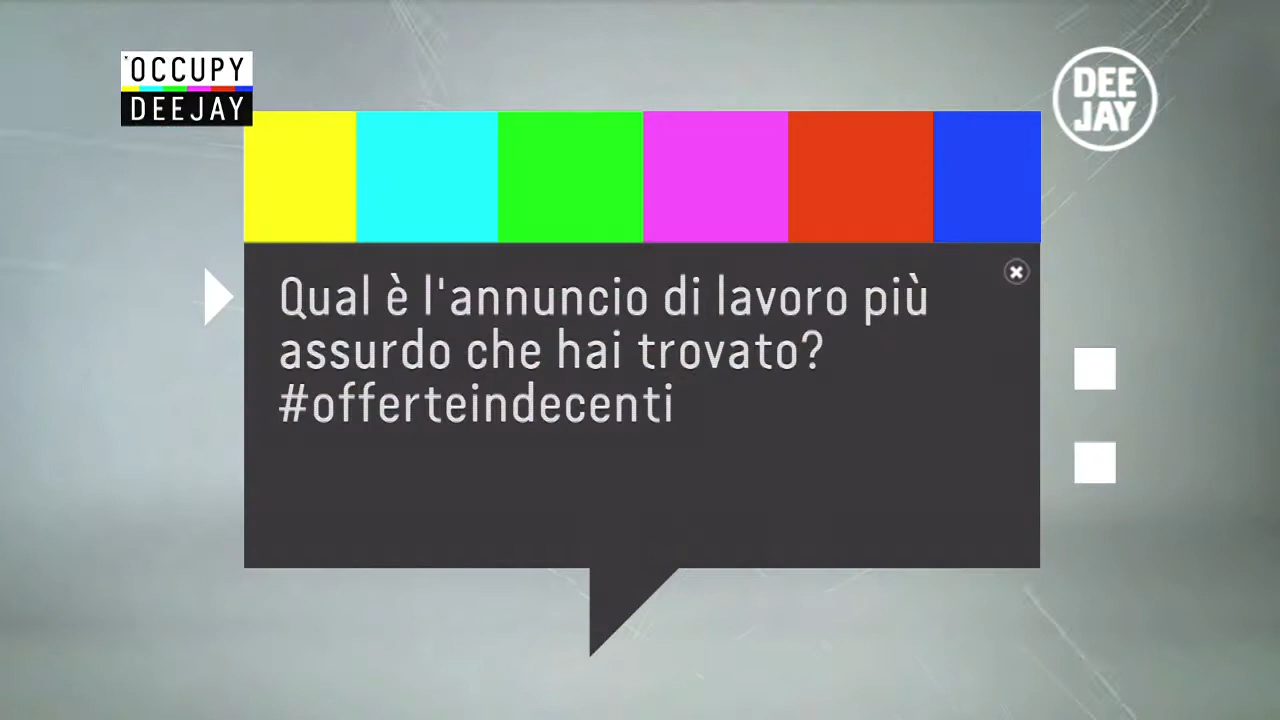 OCCUPY
DEEJAY
DEE
JAY
Qual è l'annuncio di lavoro più
assurdo che hai trovato?
#offerteindecenti